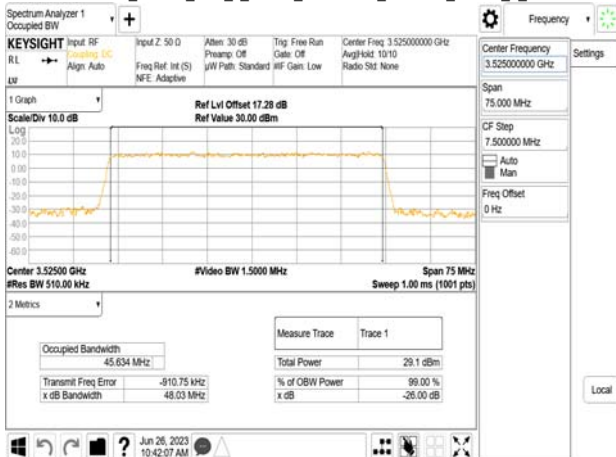 Spectrum Analyzer 1
Occupied BW
+
Frequency
KEYSIGHT
RL
Input: RF
Coupling: DC
Align: Auto
Input Z: 50 Ω
Freq Ref: Int (S)
NFE: Adaptive
Atten: 30 dB
Preamp: Off
µW Path: Standard
Trig: Free Run
Gate: Off
#IF Gain: Low
Center Freq: 3.525000000 GHz
Avg|Hold: 10/10
Radio Std: None
Center Frequency
3.525000000 GHz
Settings
Span
75.000 MHz
CF Step
7.500000 MHz
Auto
Man
Freq Offset
0 Hz
Local
1 Graph
Scale/Div 10.0 dB
Ref Lvl Offset 17.28 dB
Ref Value 30.00 dBm
Log
20.0
10.0
0.00
-10.0
-20.0
-30.0
-40.0
-50.0
-60.0
Center 3.52500 GHz
#Res BW 510.00 kHz
#Video BW 1.5000 MHz
Span 75 MHz
Sweep 1.00 ms (1001 pts)
2 Metrics
Measure Trace Trace 1
Occupied Bandwidth
45.634 MHz
Total Power 29.1 dBm
Transmit Freq Error -910.75 kHz
% of OBW Power 99.00 %
x dB Bandwidth 48.03 MHz
x dB -26.00 dB
?
Jun 26, 2023
10:42:07 AM